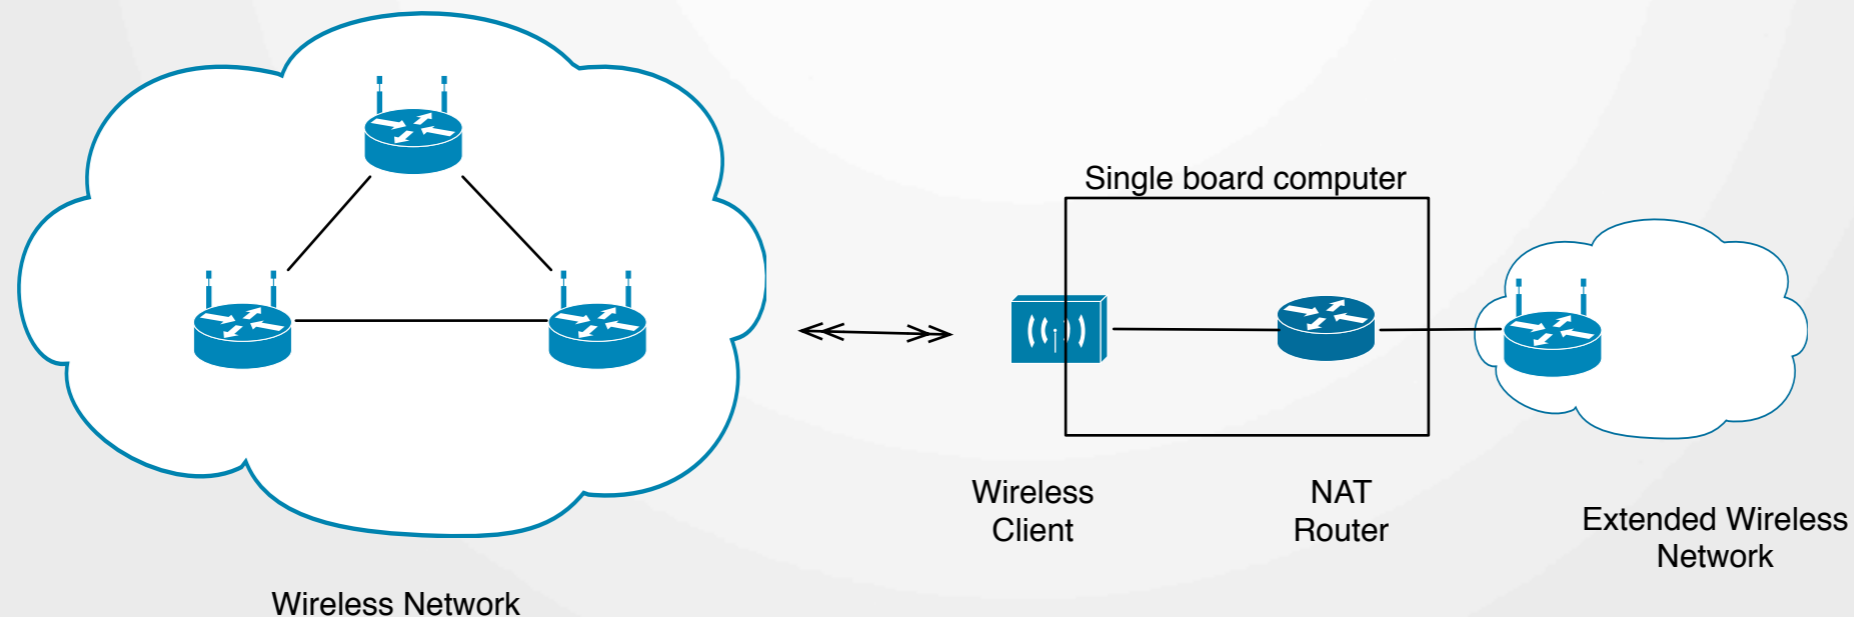 Single board computer
Wireless
Client
NAT
Router
Extended Wireless
Network
Wireless Network